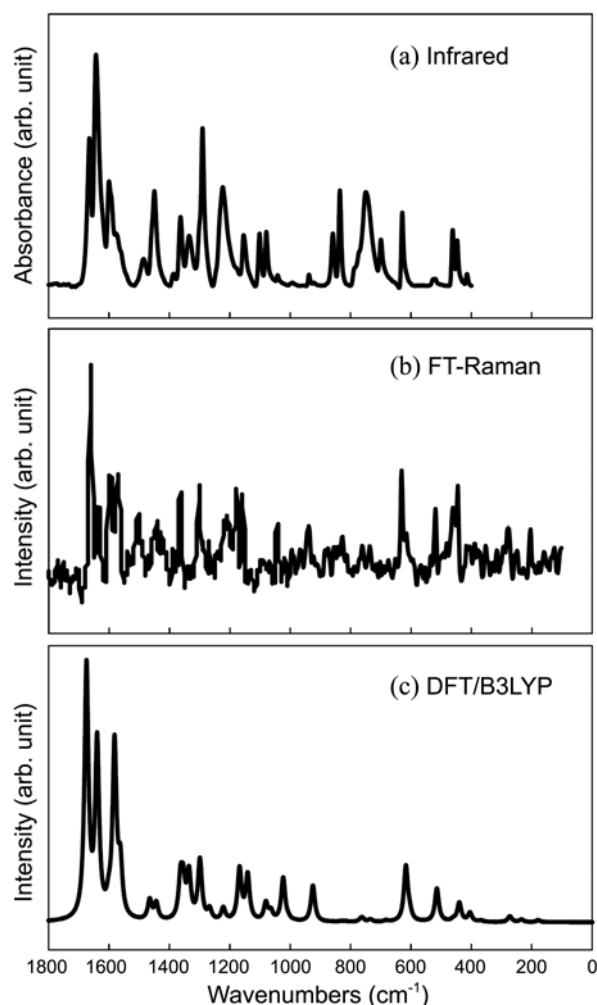 (a) Infrared
Absorbance (arb. unit)
(b) FT-Raman
Intensity (arb. unit)
(c) DFT/B3LYP
Intensity (arb. unit)
1800 1600 1400 1200 1000 800 600 400 200 0
Wavenumbers (cm⁻¹)